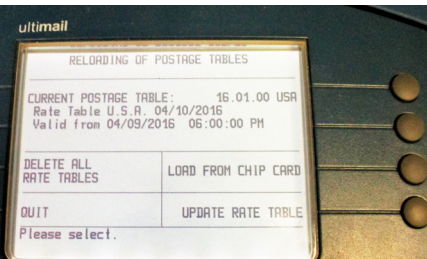 ultimail
RELOADING OF POSTAGE TABLES
CURRENT POSTAGE TABLE: 16.01.00 USA
Rate Table U.S.A. 04/10/2016
Valid from 04/09/2016 06:00:00 PM
DELETE ALL
RATE TABLES
LOAD FROM CHIP CARD
QUIT
UPDATE RATE TABLE
Please select.